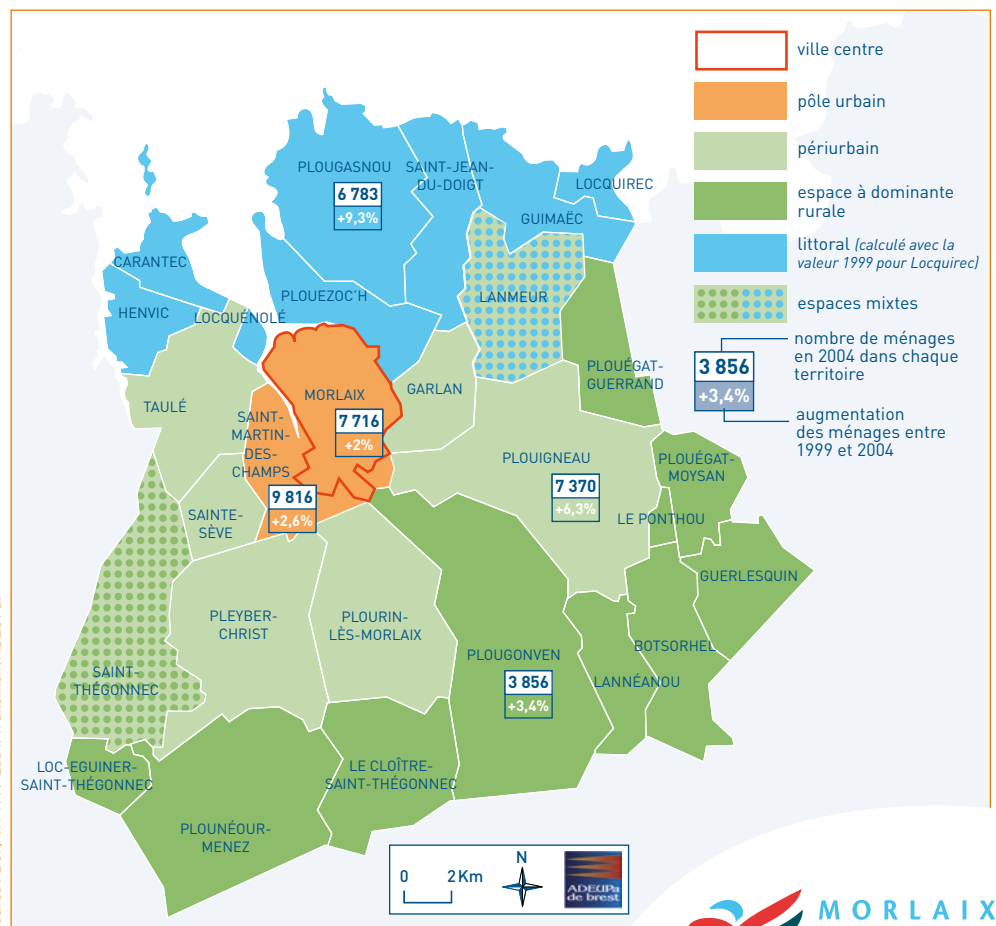 ville centre
pôle urbain
périurbain
espace à dominante
rurale
littoral (calculé avec la
valeur 1999 pour Locquirec)
espaces mixtes
nombre de ménages
en 2004 dans chaque
territoire
3 856
+3,4%
augmentation
des ménages entre
1999 et 2004
PLOUGASNOU
6 783
+9,3%
SAINT-JEAN-
DU-DOIGT
LOCQUIREC
GUIMAËC
CARANTEC
HENVIC
LOCQUÉNOLÉ
PLOUEZOC'H
LANMEUR
PLOUÉGAT-
GUERRAND
TAULÉ
MORLAIX
7 716
+2%
GARLAN
SAINT-
MARTIN-
DES-
CHAMPS
9 816
+2,6%
SAINTE-
SÈVE
PLOUIGNEAU
7 370
+6,3%
PLOUÉGAT-
MOYSAN
LE PONTHOU
GUERLESQUIN
PLEYBER-
CHRIST
PLOURIN-
LÈS-MORLAIX
PLOUGONVEN
3 856
+3,4%
BOTSORHEL
LANNÉANOU
SAINT-
THÉGONNEC
LOC-EGUINER-
SAINT-THÉGONNEC
LE CLOÎTRE-
SAINT-THÉGONNEC
PLOUNÉOUR-
MENEZ
0 2 Km
N
ADEUPa
de brest
MORLAIX